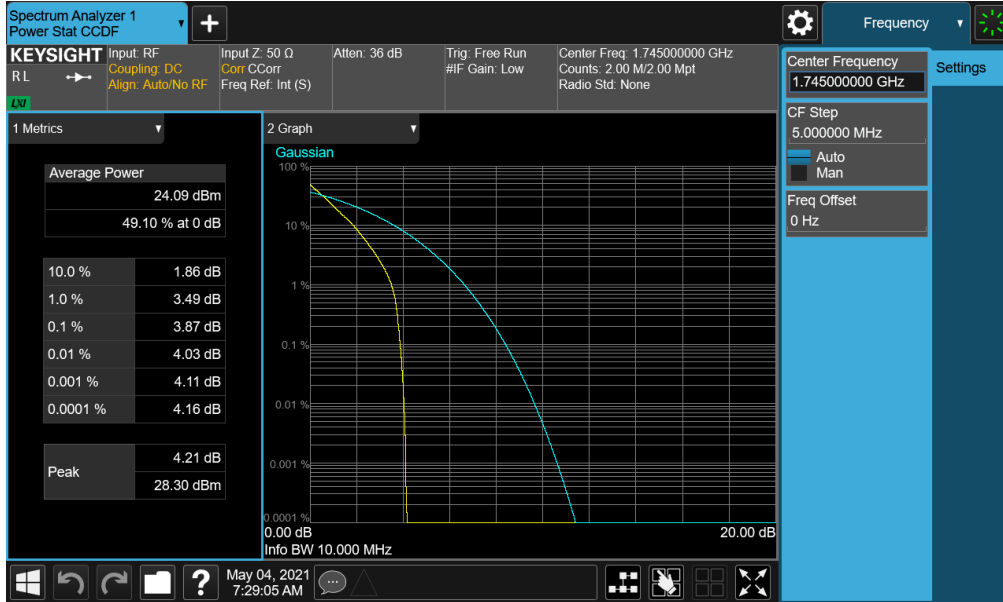 Spectrum Analyzer 1
Power Stat CCDF
Frequency
KEYSIGHT
RL
LXI
Input: RF
Coupling: DC
Align: Auto/No RF
Input Z: 50 Ω
Corr CCorr
Freq Ref: Int (S)
Atten: 36 dB
Trig: Free Run
#IF Gain: Low
Center Freq: 1.745000000 GHz
Counts: 2.00 M/2.00 Mpt
Radio Std: None
Center Frequency
1.745000000 GHz
Settings
CF Step
5.000000 MHz
Auto
Man
Freq Offset
0 Hz
1 Metrics
Average Power
24.09 dBm
49.10 % at 0 dB
10.0 % 1.86 dB
1.0 % 3.49 dB
0.1 % 3.87 dB
0.01 % 4.03 dB
0.001 % 4.11 dB
0.0001 % 4.16 dB
Peak
4.21 dB
28.30 dBm
2 Graph
Gaussian
100 %
10 %
1 %
0.1 %
0.01 %
0.001 %
0.0001 %
0.00 dB 20.00 dB
Info BW 10.000 MHz
?
May 04, 2021
7:29:05 AM